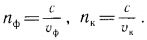 n_ф = c/v_ф, n_к = c/v_к.